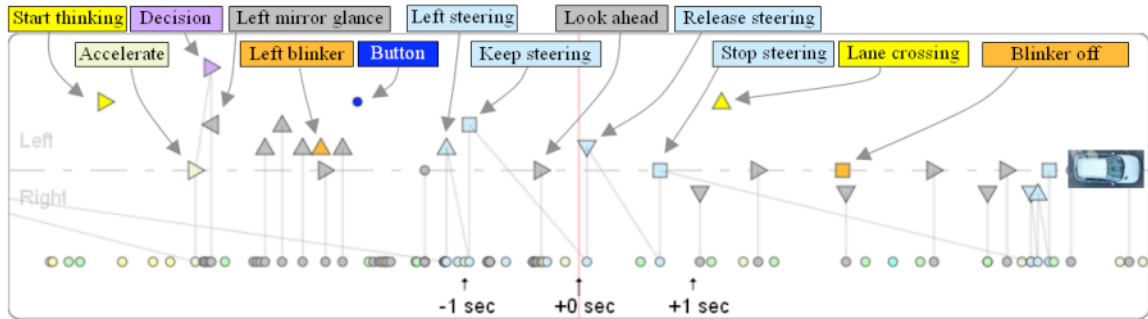 Start thinking Decision Left mirror glance Left steering Look ahead Release steering
Accelerate Left blinker Button Keep steering Stop steering Lane crossing Blinker off
Left
Right
-1 sec +0 sec +1 sec